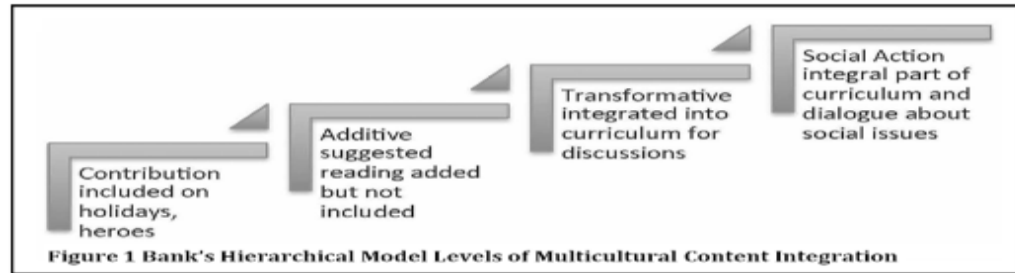 Contribution
included on
holidays,
heroes
Additive
suggested
reading added
but not
included
Transformative
integrated into
curriculum for
discussions
Social Action
integral part of
curriculum and
dialogue about
social issues
Figure 1 Bank's Hierarchical Model Levels of Multicultural Content Integration